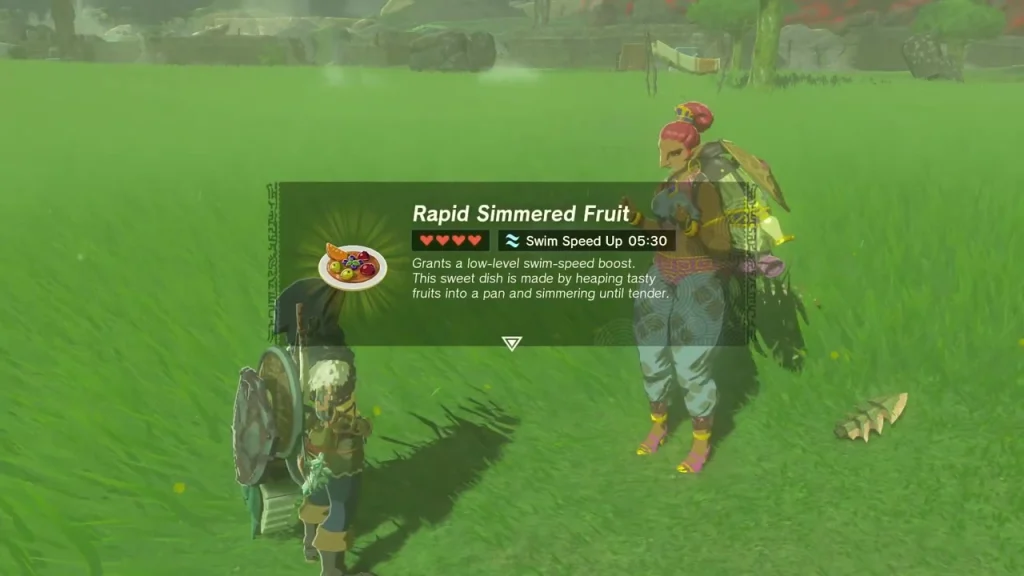 Rapid Simmered Fruit
Swim Speed Up 05:30
Grants a low-level swim-speed boost.
This sweet dish is made by heaping tasty
fruits into a pan and simmering until tender.